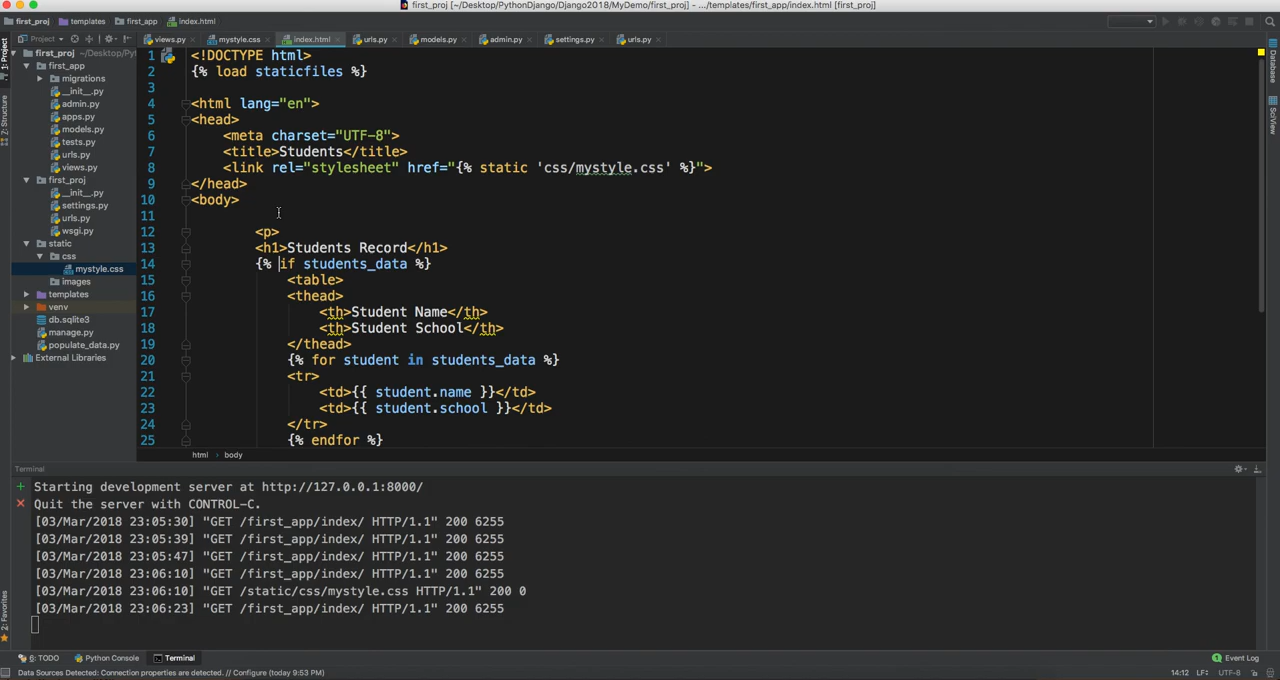 first_proj [~/Desktop/PythonDjango/Django2018/MyDemo/first_proj] - .../templates/first_app/index.html [first_proj]
first_proj templates first_app index.html
Project
views.py mystyle.css index.html urls.py models.py admin.py settings.py urls.py
1: Project
7: Structure
2: Favorites
Database
SciView
first_proj ~/Desktop/Pyt
first_app
migrations
__init__.py
admin.py
apps.py
models.py
tests.py
urls.py
views.py
first_proj
__init__.py
settings.py
urls.py
wsgi.py
static
css
mystyle.css
images
templates
venv
db.sqlite3
manage.py
populate_data.py
External Libraries
1 <!DOCTYPE html>
2 {% load staticfiles %}
3
4 <html lang="en">
5 <head>
6 <meta charset="UTF-8">
7 <title>Students</title>
8 <link rel="stylesheet" href="{% static 'css/mystyle.css' %}">
9 </head>
10 <body>
11
12 <p>
13 <h1>Students Record</h1>
14 {% if students_data %}
15 <table>
16 <thead>
17 <th>Student Name</th>
18 <th>Student School</th>
19 </thead>
20 {% for student in students_data %}
21 <tr>
22 <td>{{ student.name }}</td>
23 <td>{{ student.school }}</td>
24 </tr>
25 {% endfor %}
html body
Terminal
Starting development server at http://127.0.0.1:8000/
Quit the server with CONTROL-C.
[03/Mar/2018 23:05:30] "GET /first_app/index/ HTTP/1.1" 200 6255
[03/Mar/2018 23:05:39] "GET /first_app/index/ HTTP/1.1" 200 6255
[03/Mar/2018 23:05:47] "GET /first_app/index/ HTTP/1.1" 200 6255
[03/Mar/2018 23:06:10] "GET /first_app/index/ HTTP/1.1" 200 6255
[03/Mar/2018 23:06:10] "GET /static/css/mystyle.css HTTP/1.1" 200 0
[03/Mar/2018 23:06:23] "GET /first_app/index/ HTTP/1.1" 200 6255
6: TODO Python Console Terminal 1 Event Log
Data Sources Detected: Connection properties are detected. // Configure (today 9:53 PM) 14:12 LF÷ UTF-8